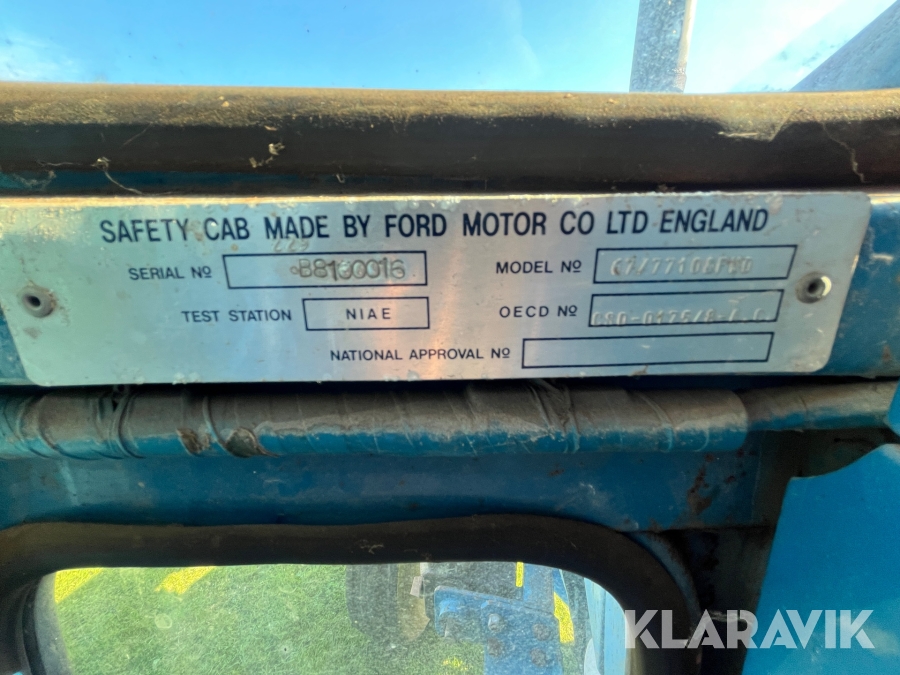 SAFETY CAB MADE BY FORD MOTOR CO LTD ENGLAND
SERIAL Nº B8100016 MODEL Nº
TEST STATION NIAE OECD Nº
NATIONAL APPROVAL Nº
KLARAVIK